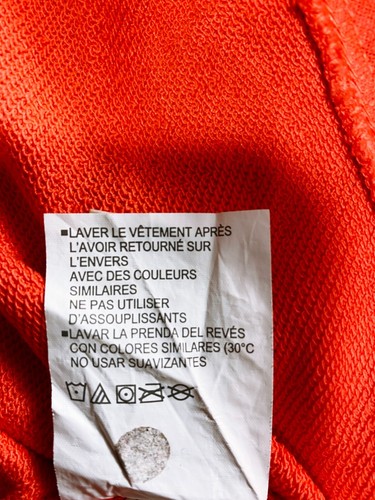 ■LAVER LE VÊTEMENT APRÈS
L'AVOIR RETOURNÉ SUR
L'ENVERS
AVEC DES COULEURS
SIMILAIRES
NE PAS UTILISER
D'ASSOUPLISSANTS
■LAVAR LA PRENDA DEL REVÉS
CON COLORES SIMILARES (30°C
NO USAR SUAVIZANTES